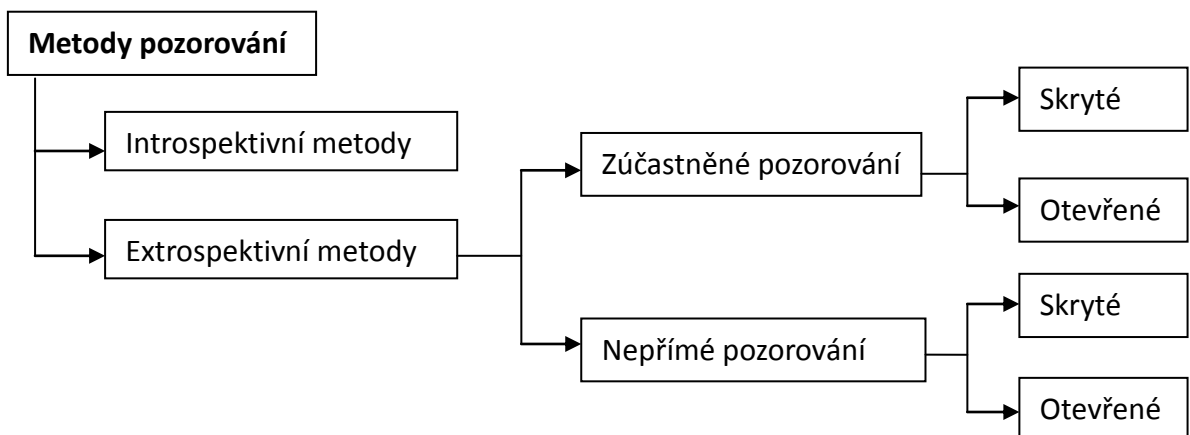 Metody pozorování
Introspektivní metody
Extrospektivní metody
Zúčastněné pozorování
Skryté
Otevřené
Nepřímé pozorování
Skryté
Otevřené